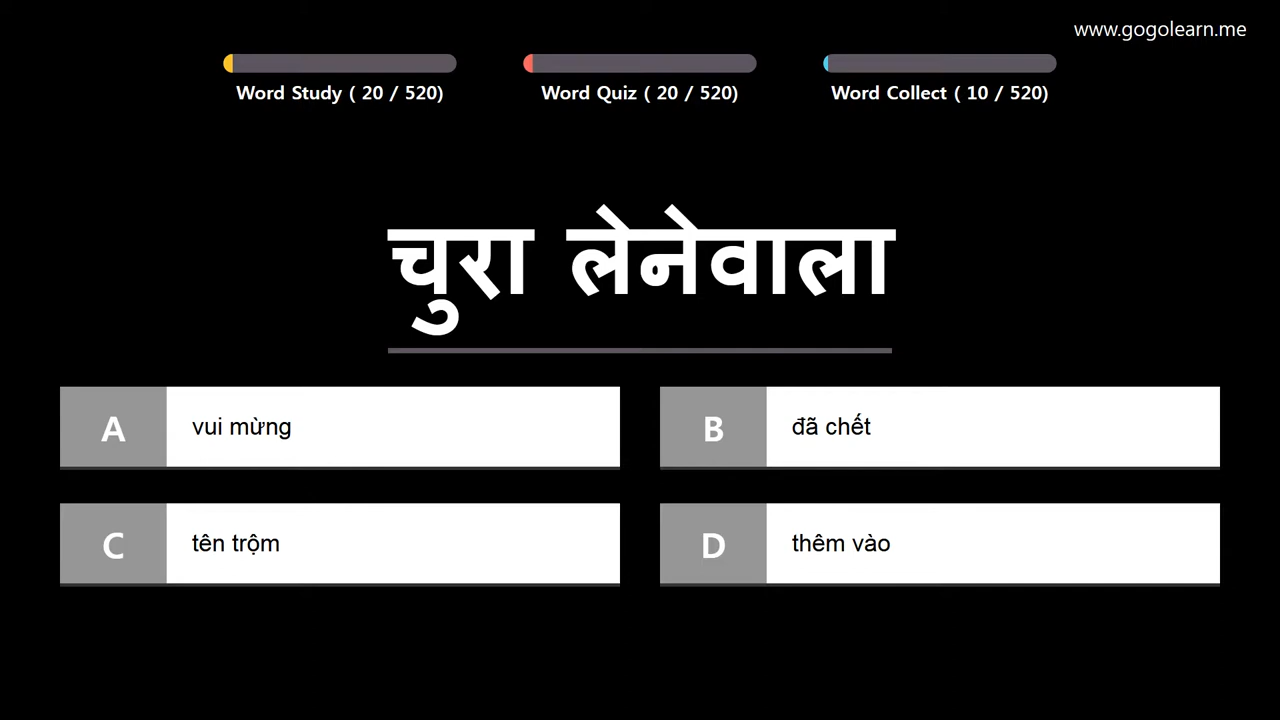 www.gogolearn.me
Word Study ( 20 / 520)
Word Quiz ( 20 / 520)
Word Collect ( 10 / 520)
चुरा लेनेवाला
A vui mừng
B đã chết
C tên trộm
D thêm vào